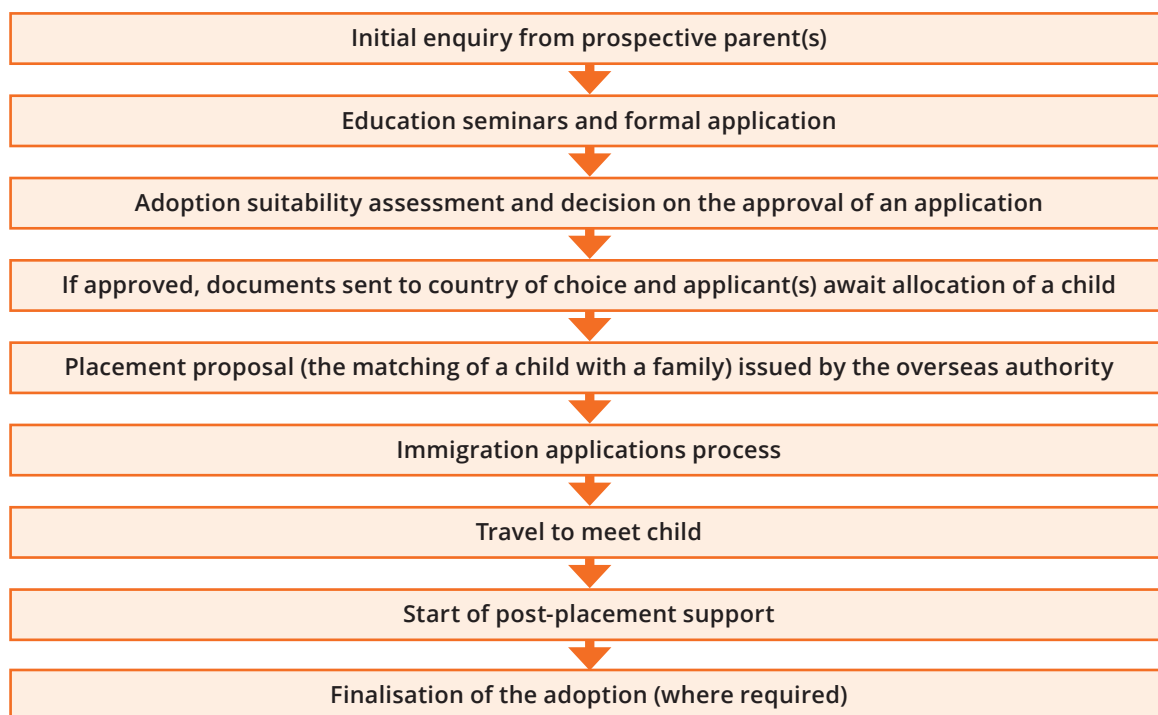 Initial enquiry from prospective parent(s)
Education seminars and formal application
Adoption suitability assessment and decision on the approval of an application
If approved, documents sent to country of choice and applicant(s) await allocation of a child
Placement proposal (the matching of a child with a family) issued by the overseas authority
Immigration applications process
Travel to meet child
Start of post-placement support
Finalisation of the adoption (where required)